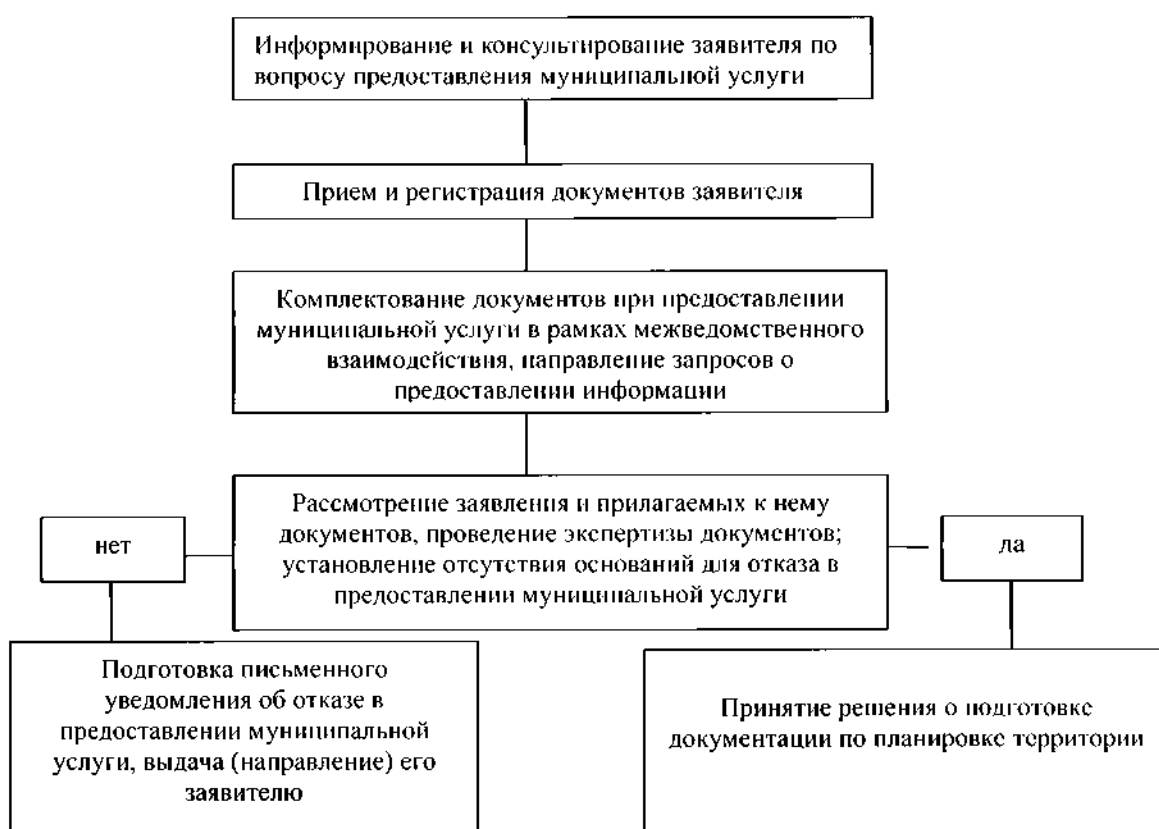 Информирование и консультирование заявителя по
вопросу предоставления муниципальной услуги
Прием и регистрация документов заявителя
Комплектование документов при предоставлении
муниципальной услуги в рамках межведомственного
взаимодействия, направление запросов о
предоставлении информации
Рассмотрение заявления и прилагаемых к нему
документов, проведение экспертизы документов;
установление отсутствия оснований для отказа в
предоставлении муниципальной услуги
нет
да
Подготовка письменного
уведомления об отказе в
предоставлении муниципальной
услуги, выдача (направление) его
заявителю
Принятие решения о подготовке
документации по планировке территории